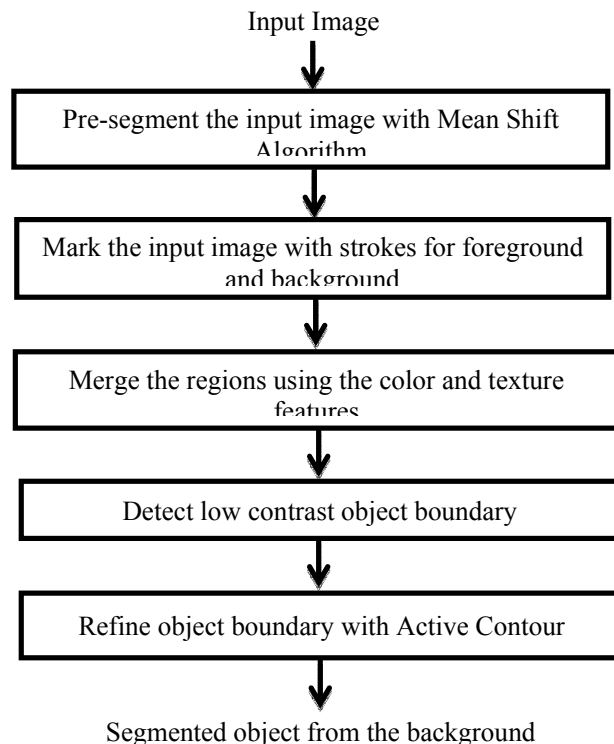 Input Image
Pre-segment the input image with Mean Shift
Algorithm
Mark the input image with strokes for foreground
and background
Merge the regions using the color and texture
features
Detect low contrast object boundary
Refine object boundary with Active Contour
Segmented object from the background